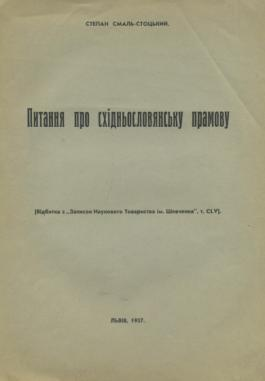 СТЕПАН СМАЛЬ-СТОЦЬКИЙ.
Питання про східньословянську прамову
[Відбитка з „Записок Наукового Товариства ім. Шевченка", т. CLV].
ЛЬВІВ, 1937.